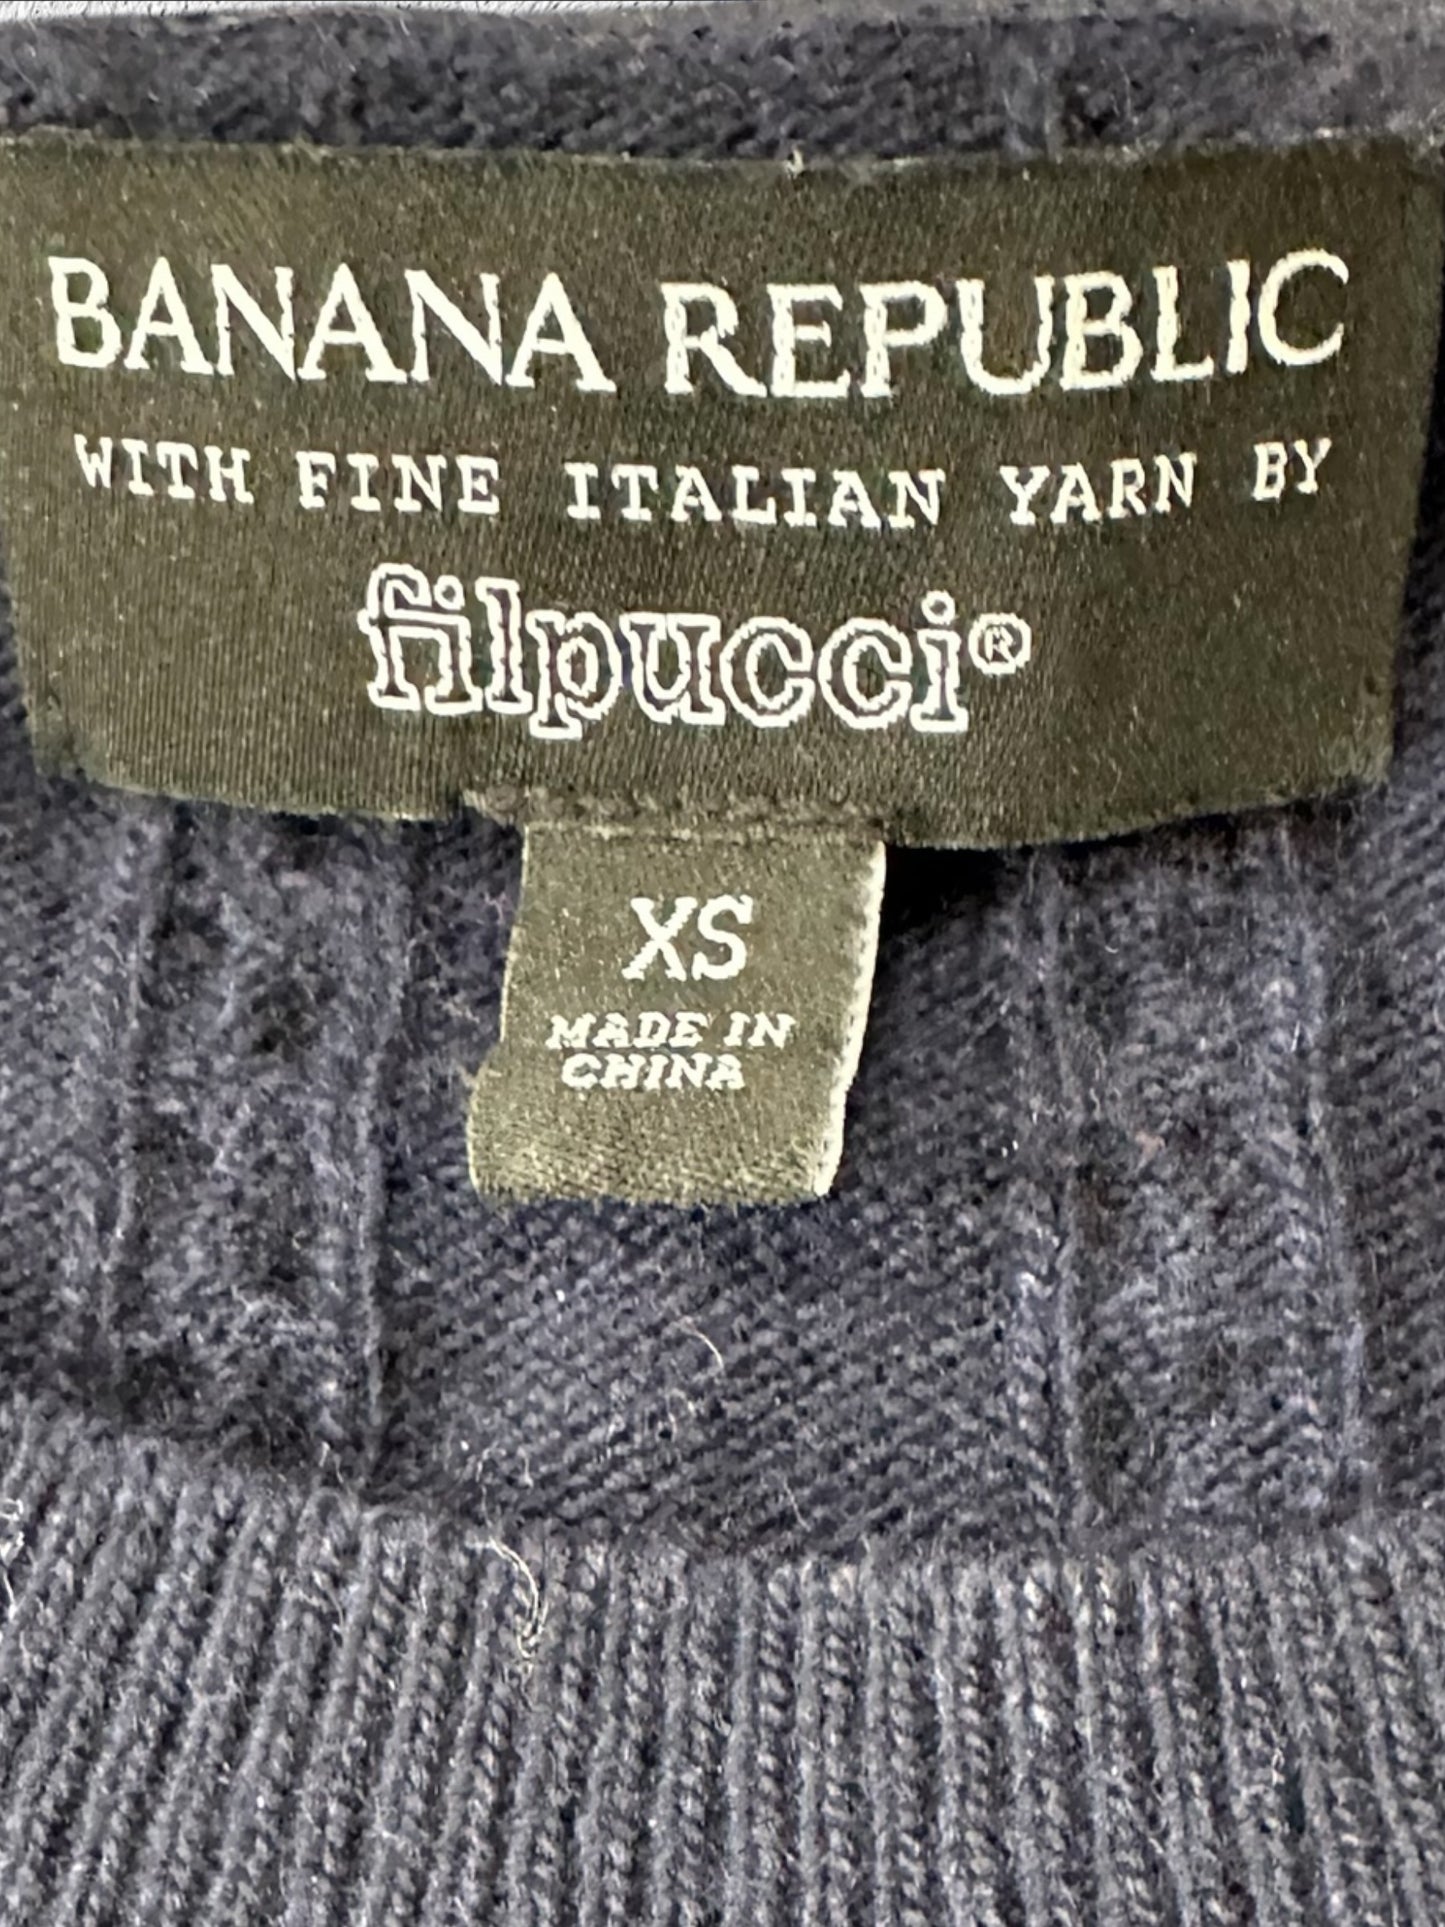 BANANA REPUBLIC
WITH FINE ITALIAN YARN BY
filpucci®
XS
MADE IN
CHINA